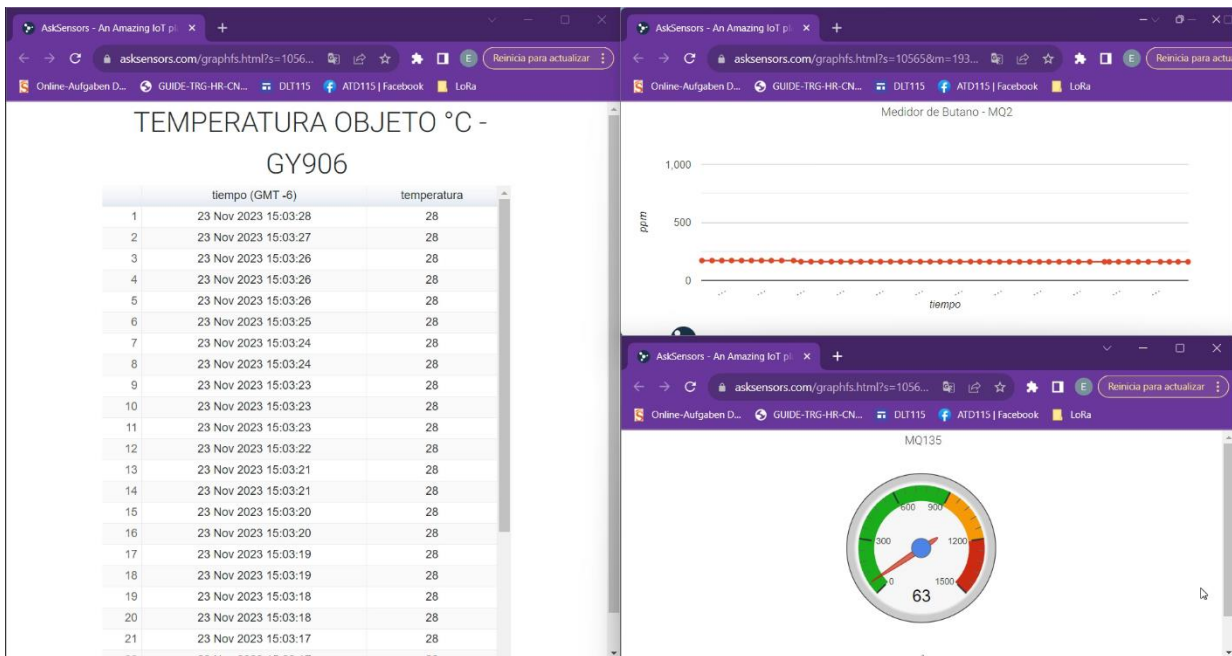 AskSensors - An Amazing IoT pl
asksensors.com/graphfs.html?s=1056...
Reinicia para actualizar
Online-Aufgaben D...
GUIDE-TRG-HR-CN...
DLT115
ATD115 | Facebook
LoRa
TEMPERATURA OBJETO °C -
GY906
tiempo (GMT -6) temperatura
1 23 Nov 2023 15:03:28 28
2 23 Nov 2023 15:03:27 28
3 23 Nov 2023 15:03:26 28
4 23 Nov 2023 15:03:26 28
5 23 Nov 2023 15:03:26 28
6 23 Nov 2023 15:03:25 28
7 23 Nov 2023 15:03:24 28
8 23 Nov 2023 15:03:24 28
9 23 Nov 2023 15:03:23 28
10 23 Nov 2023 15:03:23 28
11 23 Nov 2023 15:03:23 28
12 23 Nov 2023 15:03:22 28
13 23 Nov 2023 15:03:21 28
14 23 Nov 2023 15:03:21 28
15 23 Nov 2023 15:03:20 28
16 23 Nov 2023 15:03:20 28
17 23 Nov 2023 15:03:19 28
18 23 Nov 2023 15:03:19 28
19 23 Nov 2023 15:03:18 28
20 23 Nov 2023 15:03:18 28
21 23 Nov 2023 15:03:17 28
AskSensors - An Amazing IoT pl
asksensors.com/graphfs.html?s=10565&m=193...
E
Reinicia para actua
Online-Aufgaben D...
GUIDE-TRG-HR-CN...
DLT115
ATD115 | Facebook
LoRa
Medidor de Butano - MQ2
1,000
ppm
500
0
tiempo
AskSensors - An Amazing IoT pl
asksensors.com/graphfs.html?s=1056...
E
Reinicia para actualizar
Online-Aufgaben D...
GUIDE-TRG-HR-CN...
DLT115
ATD115 | Facebook
LoRa
MQ135
600 900
300 1200
0 1500
63